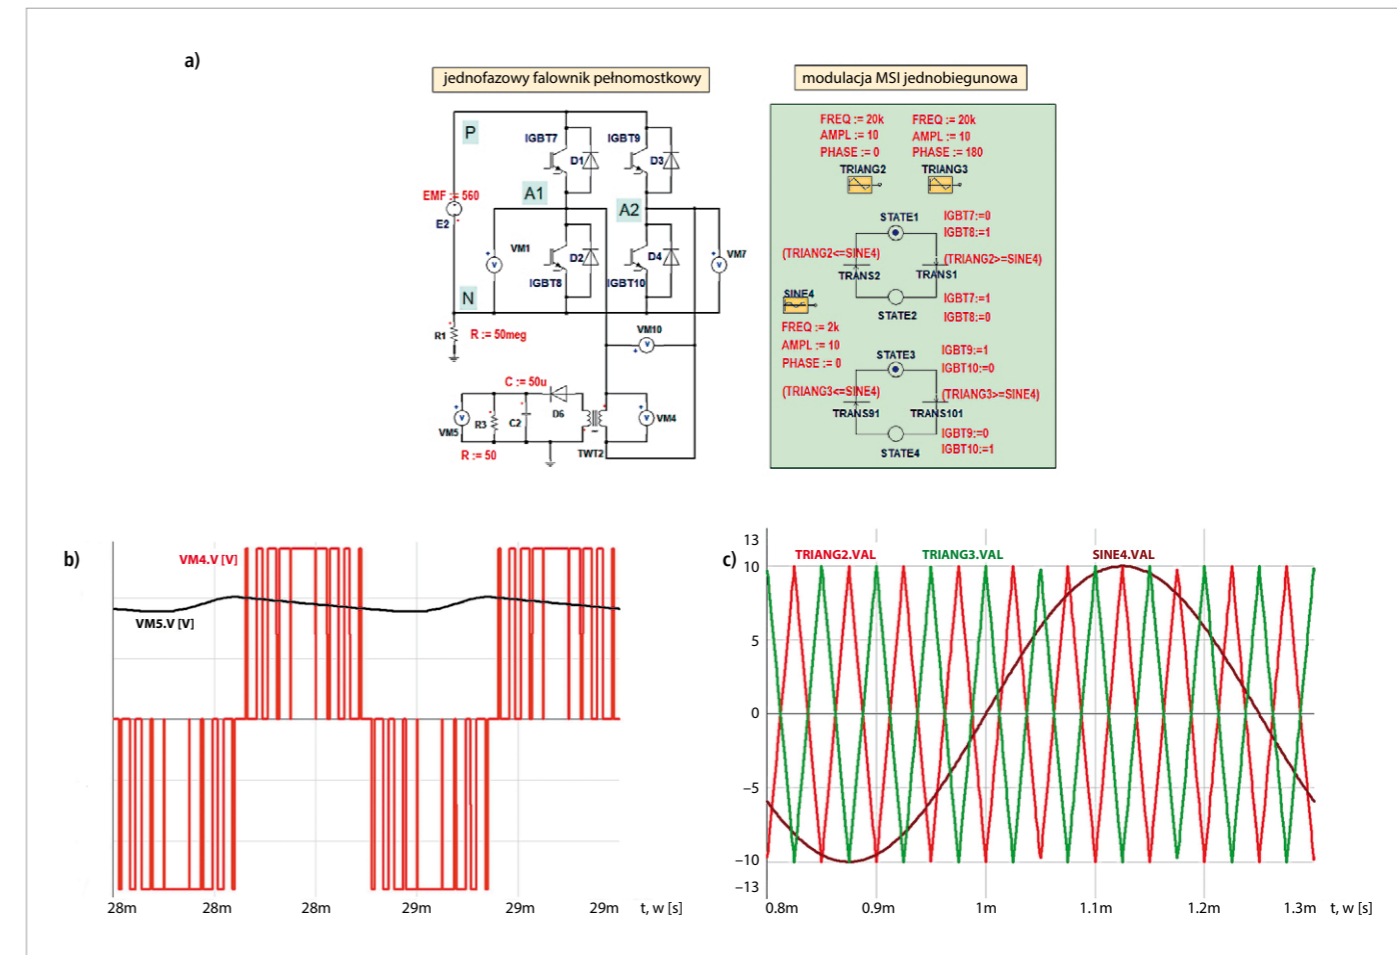 a)
jednofazowy falownik pełnomostkowy
P
IGBT7
IGBT9
D1
D3
EMF := 560
A1
A2
E2
VM1
D2
D4
VM7
IGBT8
IGBT10
N
R1
R := 50meg
VM10
C := 50u
D6
VM5
R3
C2
VM4
TWT2
R := 50
modulacja MSI jednobiegunowa
FREQ := 20k
AMPL := 10
PHASE := 0
TRIANG2
FREQ := 20k
AMPL := 10
PHASE := 180
TRIANG3
STATE1
IGBT7:=0
IGBT8:=1
(TRIANG2<=SINE4)
(TRIANG2>=SINE4)
TRANS2
TRANS1
SINE4
IGBT7:=1
IGBT8:=0
STATE2
FREQ := 2k
AMPL := 10
PHASE := 0
STATE3
IGBT9:=1
IGBT10:=0
(TRIANG3<=SINE4)
(TRIANG3>=SINE4)
TRANS91
TRANS101
IGBT9:=0
IGBT10:=1
STATE4
b)
VM4.V [V]
VM5.V [V]
28m 28m 28m 29m 29m 29m t, w [s]
c)
TRIANG2.VAL TRIANG3.VAL SINE4.VAL
13
10
5
0
–5
–10
–13
0.8m 0.9m 1m 1.1m 1.2m 1.3m t, w [s]